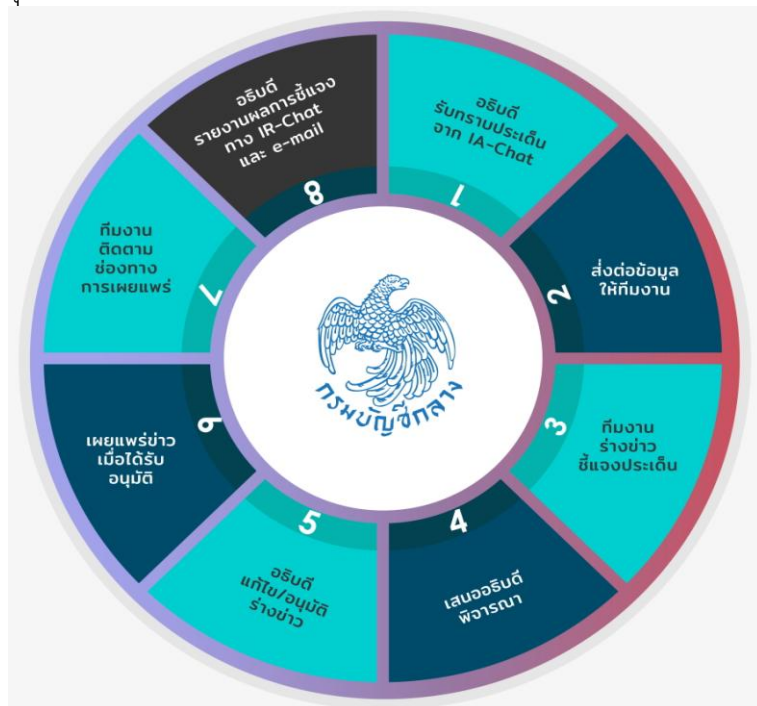 อธิบดี
รับทราบประเด็น
จาก IA-Chat
1
2
ส่งต่อข้อมูล
ให้ทีมงาน
3
ทีมงาน
ร่างข่าว
ชี้แจงประเด็น
4
เสนออธิบดี
พิจารณา
5
อธิบดี
แก้ไข/อนุมัติ
ร่างข่าว
6
เผยแพร่ข่าว
เมื่อได้รับ
อนุมัติ
7
ทีมงาน
ติดตาม
ช่องทาง
การเผยแพร่
8
อธิบดี
รายงานผลการชี้แจง
ทาง IR-Chat
และ e-mail
กรมบัญชีกลาง